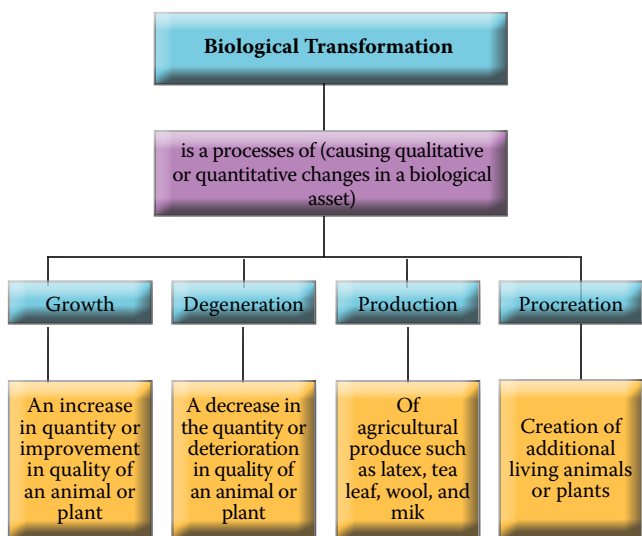 Biological Transformation
is a processes of (causing qualitative
or quantitative changes in a biological
asset)
Growth
Degeneration
Production
Procreation
An increase
in quantity or
improvement
in quality of
an animal or
plant
A decrease in
the quantity or
deterioration
in quality of
an animal or
plant
Of
agricultural
produce such
as latex, tea
leaf, wool, and
mik
Creation of
additional
living animals
or plants